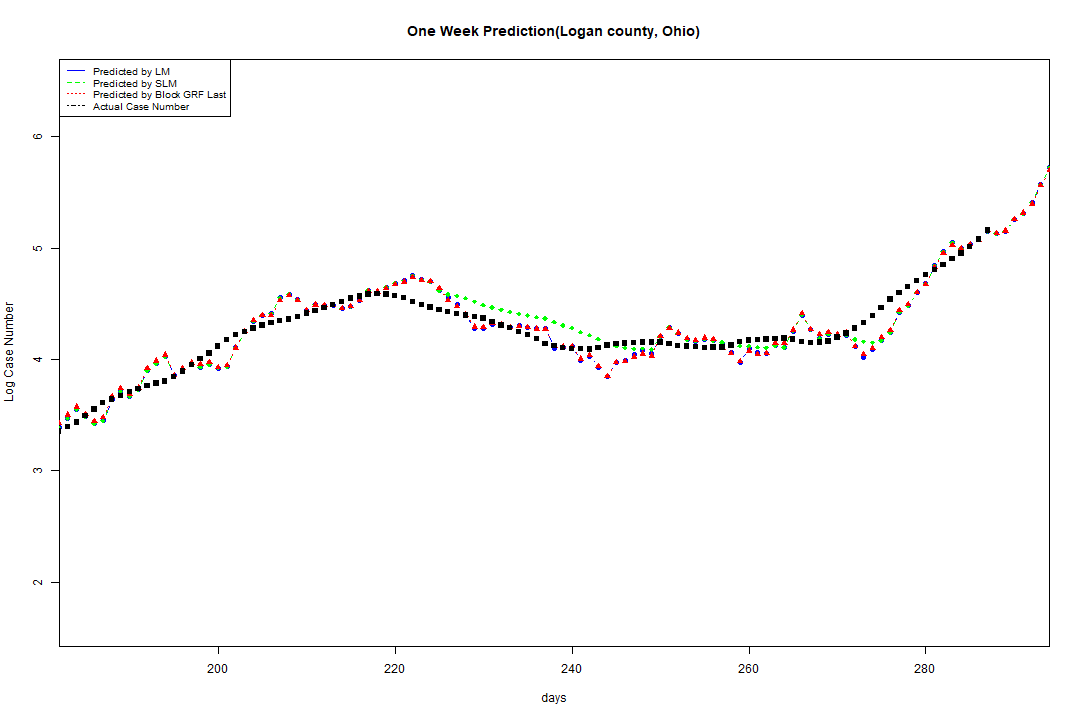 One Week Prediction(Logan county, Ohio)
Predicted by LM
Predicted by SLM
Predicted by Block GRF Last
Actual Case Number
6
5
4
3
2
Log Case Number
200
220
240
260
280
days